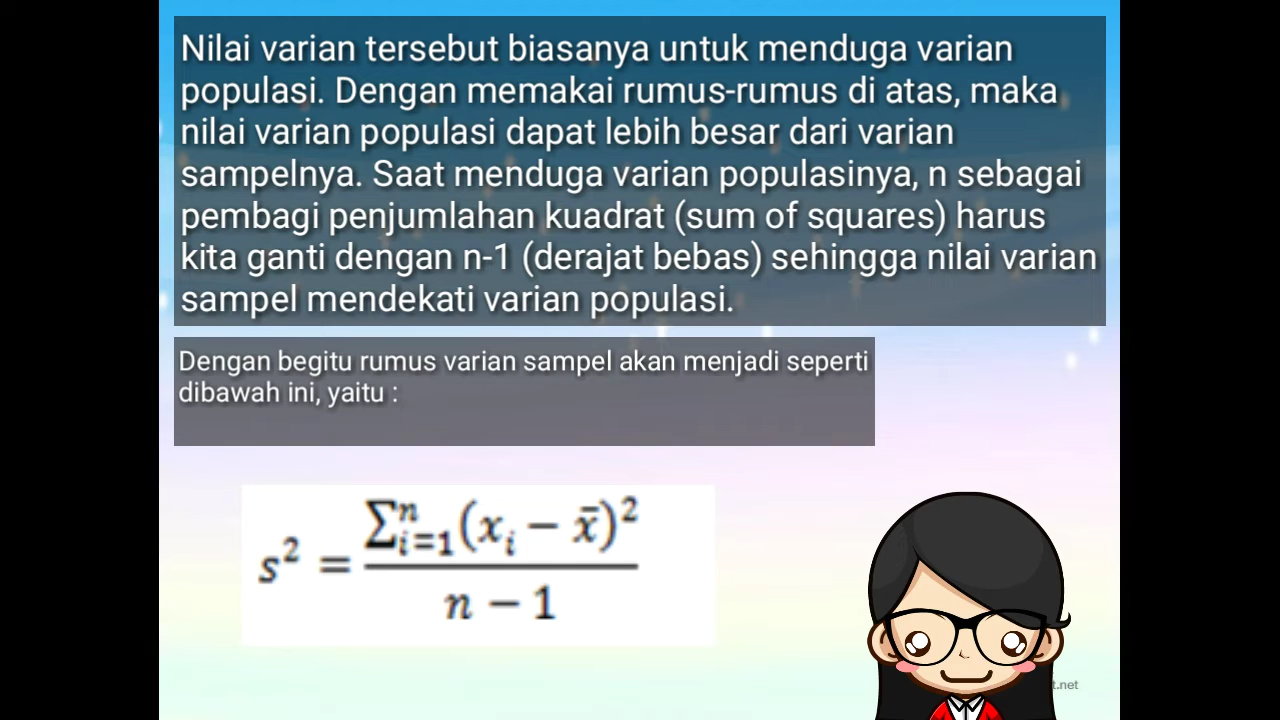 Nilai varian tersebut biasanya untuk menduga varian
populasi. Dengan memakai rumus-rumus di atas, maka
nilai varian populasi dapat lebih besar dari varian
sampelnya. Saat menduga varian populasinya, n sebagai
pembagi penjumlahan kuadrat (sum of squares) harus
kita ganti dengan n-1 (derajat bebas) sehingga nilai varian
sampel mendekati varian populasi.
Dengan begitu rumus varian sampel akan menjadi seperti
dibawah ini, yaitu :
s² = ∑ⁿᵢ₌₁(xᵢ − x̄)²
n − 1
t.net